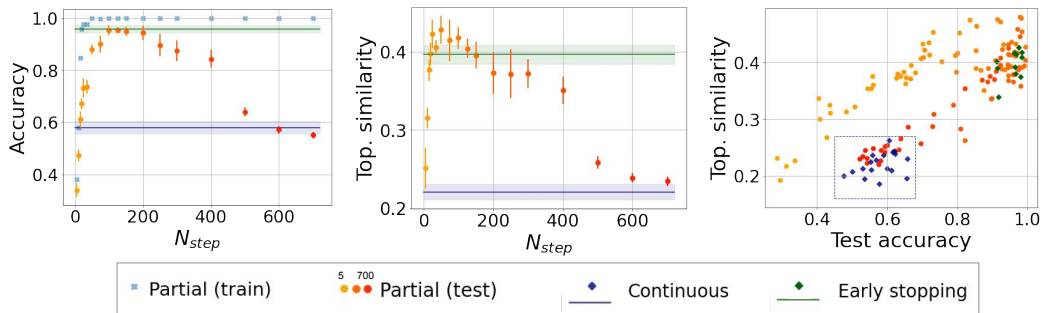 1.0
0.8
0.6
0.4
0
200
400
600
Accuracy
N_step
0.4
0.3
0.2
0
200
400
600
Top. similarity
N_step
0.4
0.3
0.2
0.4
0.6
0.8
1.0
Top. similarity
Test accuracy
Partial (train)
5 700
Partial (test)
Continuous
Early stopping